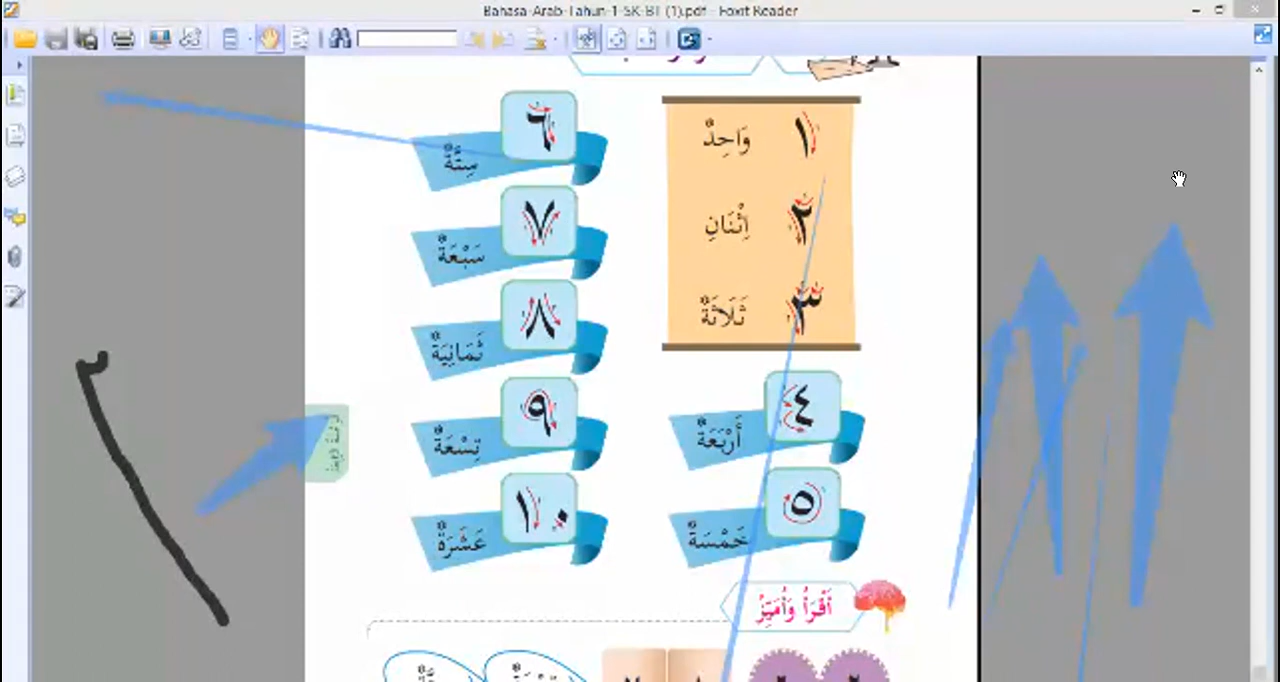 Bahasa-Arab-Tahun-1-SK-BT (1).pdf - Foxit Reader
١ وَاحِدٌ
٢ اِثْنَانِ
٣ ثَلَاثَةٌ
٤ أَرْبَعَةٌ
٥ خَمْسَةٌ
٦ سِتَّةٌ
٧ سَبْعَةٌ
٨ ثَمَانِيَةٌ
٩ تِسْعَةٌ
١٠ عَشَرَةٌ
أَقْرَأُ وَأُمَيِّزُ